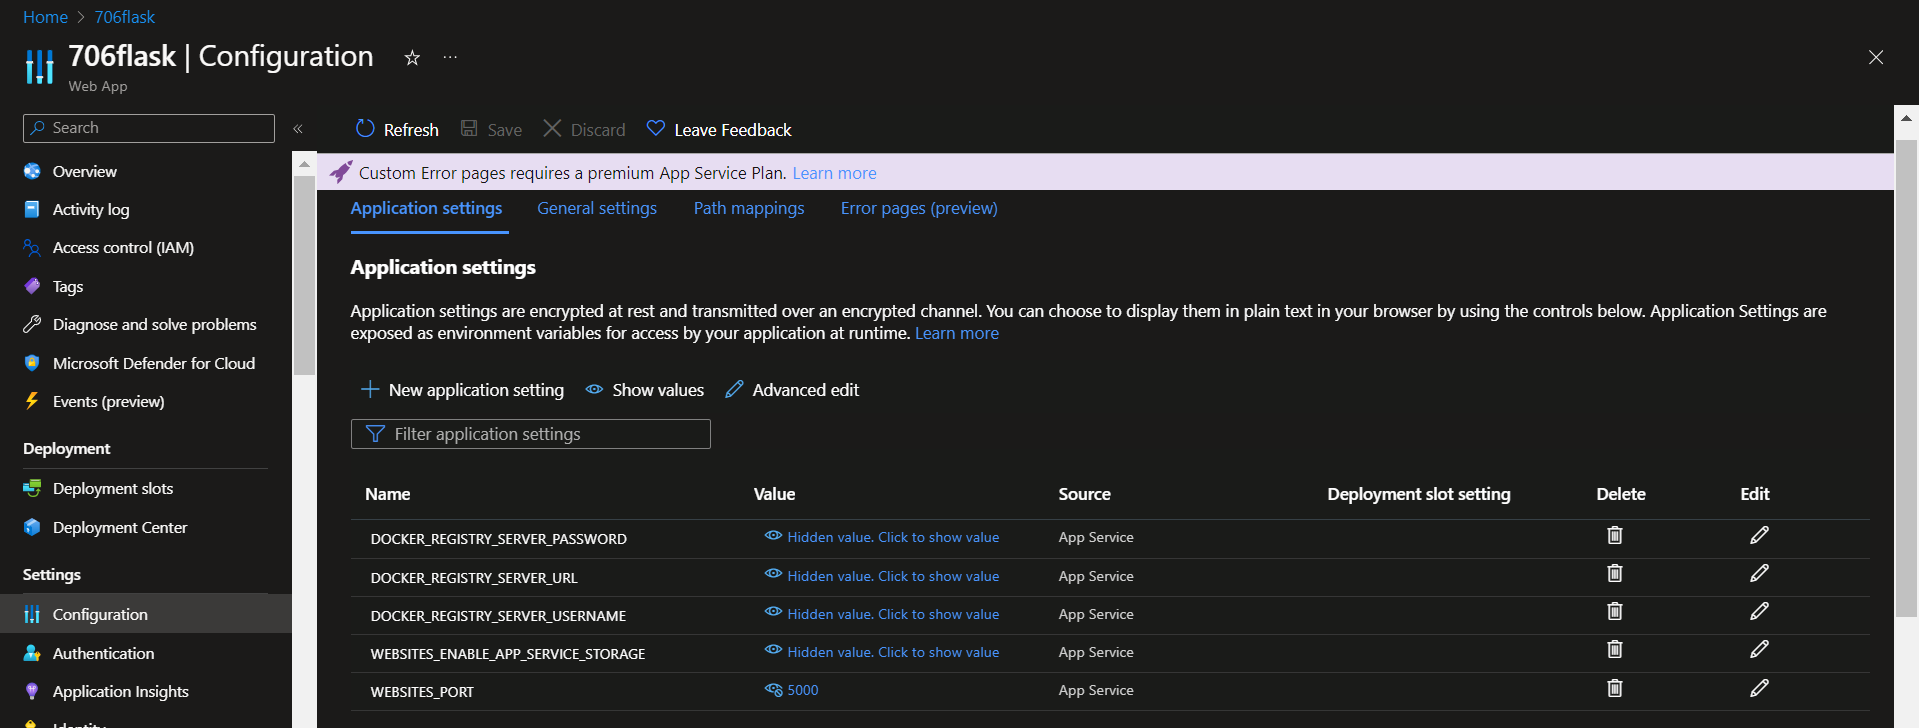 Home > 706flask
706flask | Configuration ☆ ...
Web App
Search «
Overview
Activity log
Access control (IAM)
Tags
Diagnose and solve problems
Microsoft Defender for Cloud
Events (preview)
Deployment
Deployment slots
Deployment Center
Settings
Configuration
Authentication
Application Insights
Identity
Refresh Save Discard Leave Feedback
Custom Error pages requires a premium App Service Plan. Learn more
Application settings General settings Path mappings Error pages (preview)
Application settings
Application settings are encrypted at rest and transmitted over an encrypted channel. You can choose to display them in plain text in your browser by using the controls below. Application Settings are
exposed as environment variables for access by your application at runtime. Learn more
New application setting Show values Advanced edit
Filter application settings
Name Value Source Deployment slot setting Delete Edit
DOCKER_REGISTRY_SERVER_PASSWORD Hidden value. Click to show value App Service
DOCKER_REGISTRY_SERVER_URL Hidden value. Click to show value App Service
DOCKER_REGISTRY_SERVER_USERNAME Hidden value. Click to show value App Service
WEBSITES_ENABLE_APP_SERVICE_STORAGE Hidden value. Click to show value App Service
WEBSITES_PORT 5000 App Service